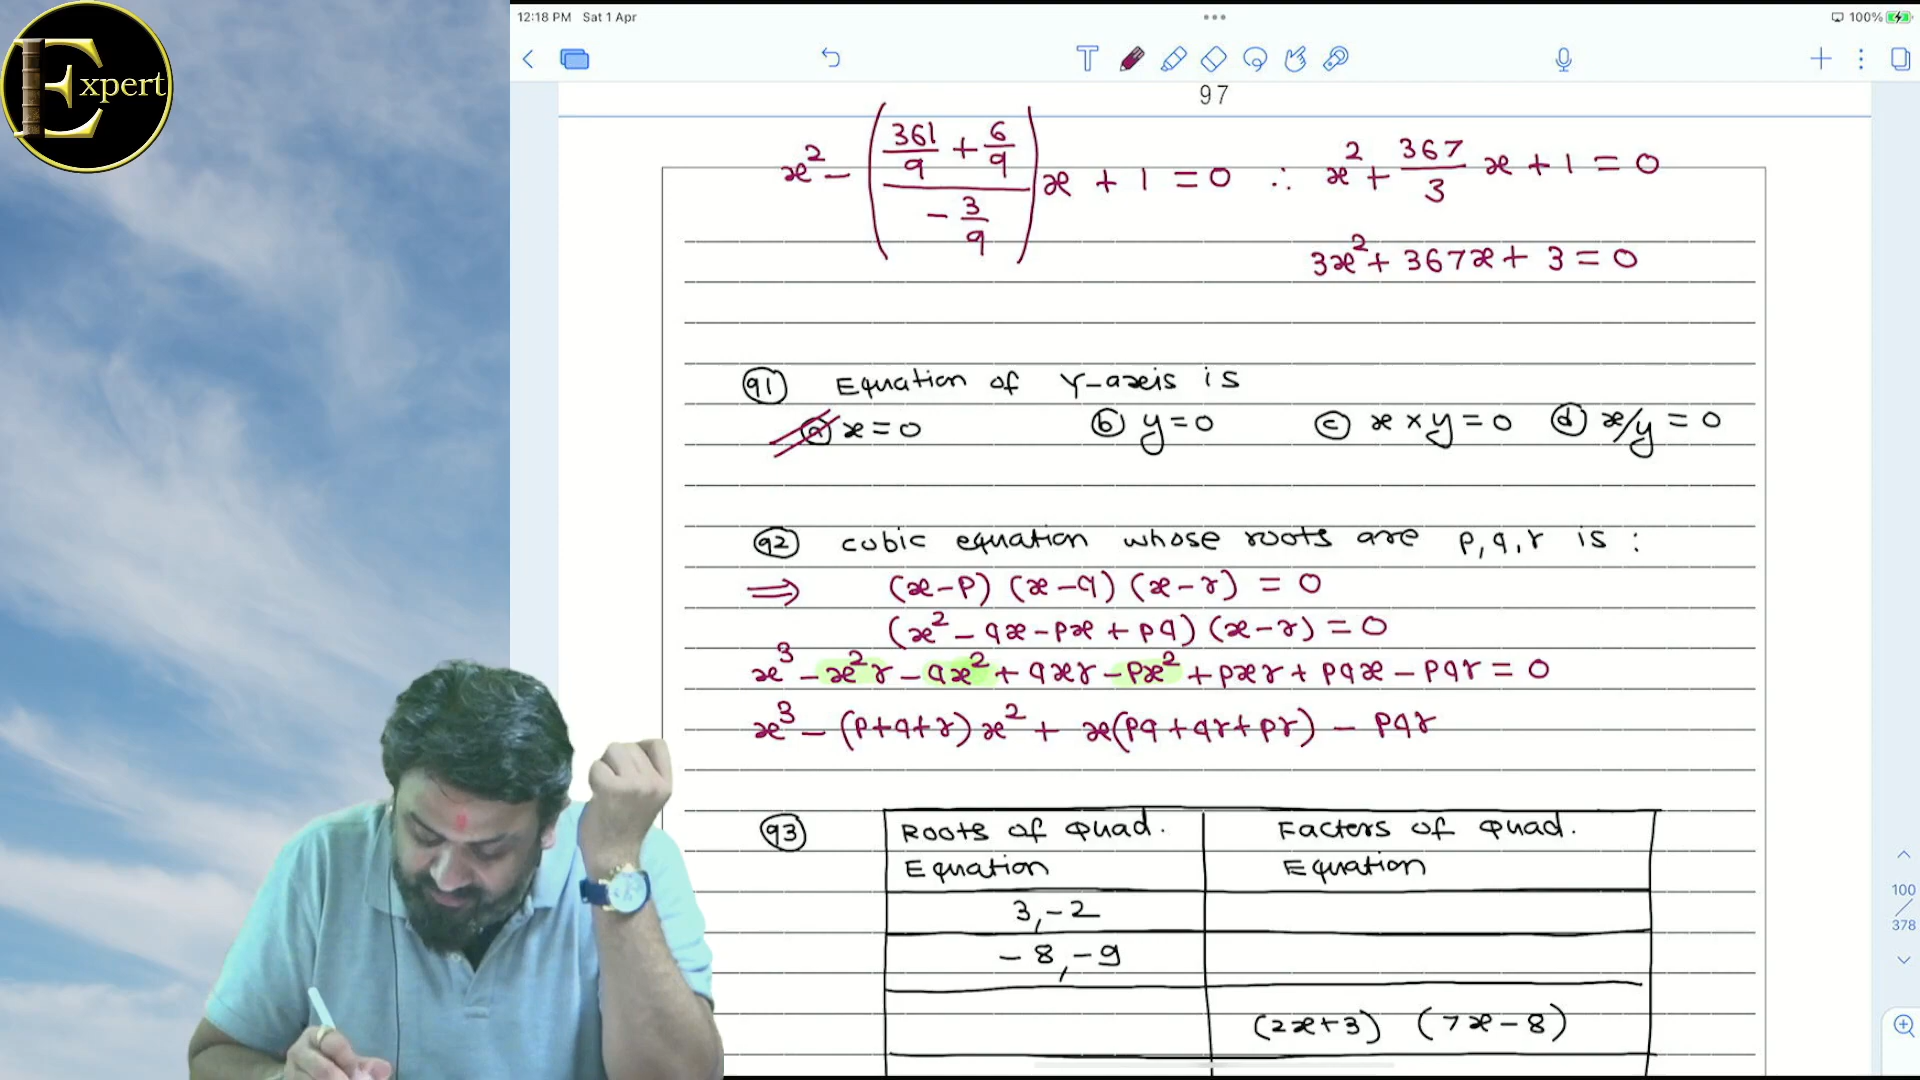 Expert
12:18 PM Sat 1 Apr
100%
97
x² - ((361/9 + 6/9) / (-3/9)) x + 1 = 0 ∴ x² + 367/3 x + 1 = 0
3x² + 367x + 3 = 0
(91) Equation of Y-axis is
(a) x = 0 (b) y = 0 (c) x × y = 0 (d) x/y = 0
(92) cubic equation whose roots are p, q, r is :
⇒ (x-p) (x-q) (x-r) = 0
(x² - qx - px + pq) (x-r) = 0
x³ - x²r - qx² + qxr - px² + pxr + pqx - pqr = 0
x³ - (p+q+r) x² + x(pq + qr + pr) - pqr
(93) Roots of Quad. Equation
Factors of Quad. Equation
3, -2
-8, -9
(2x+3) (7x-8)
100
/
378